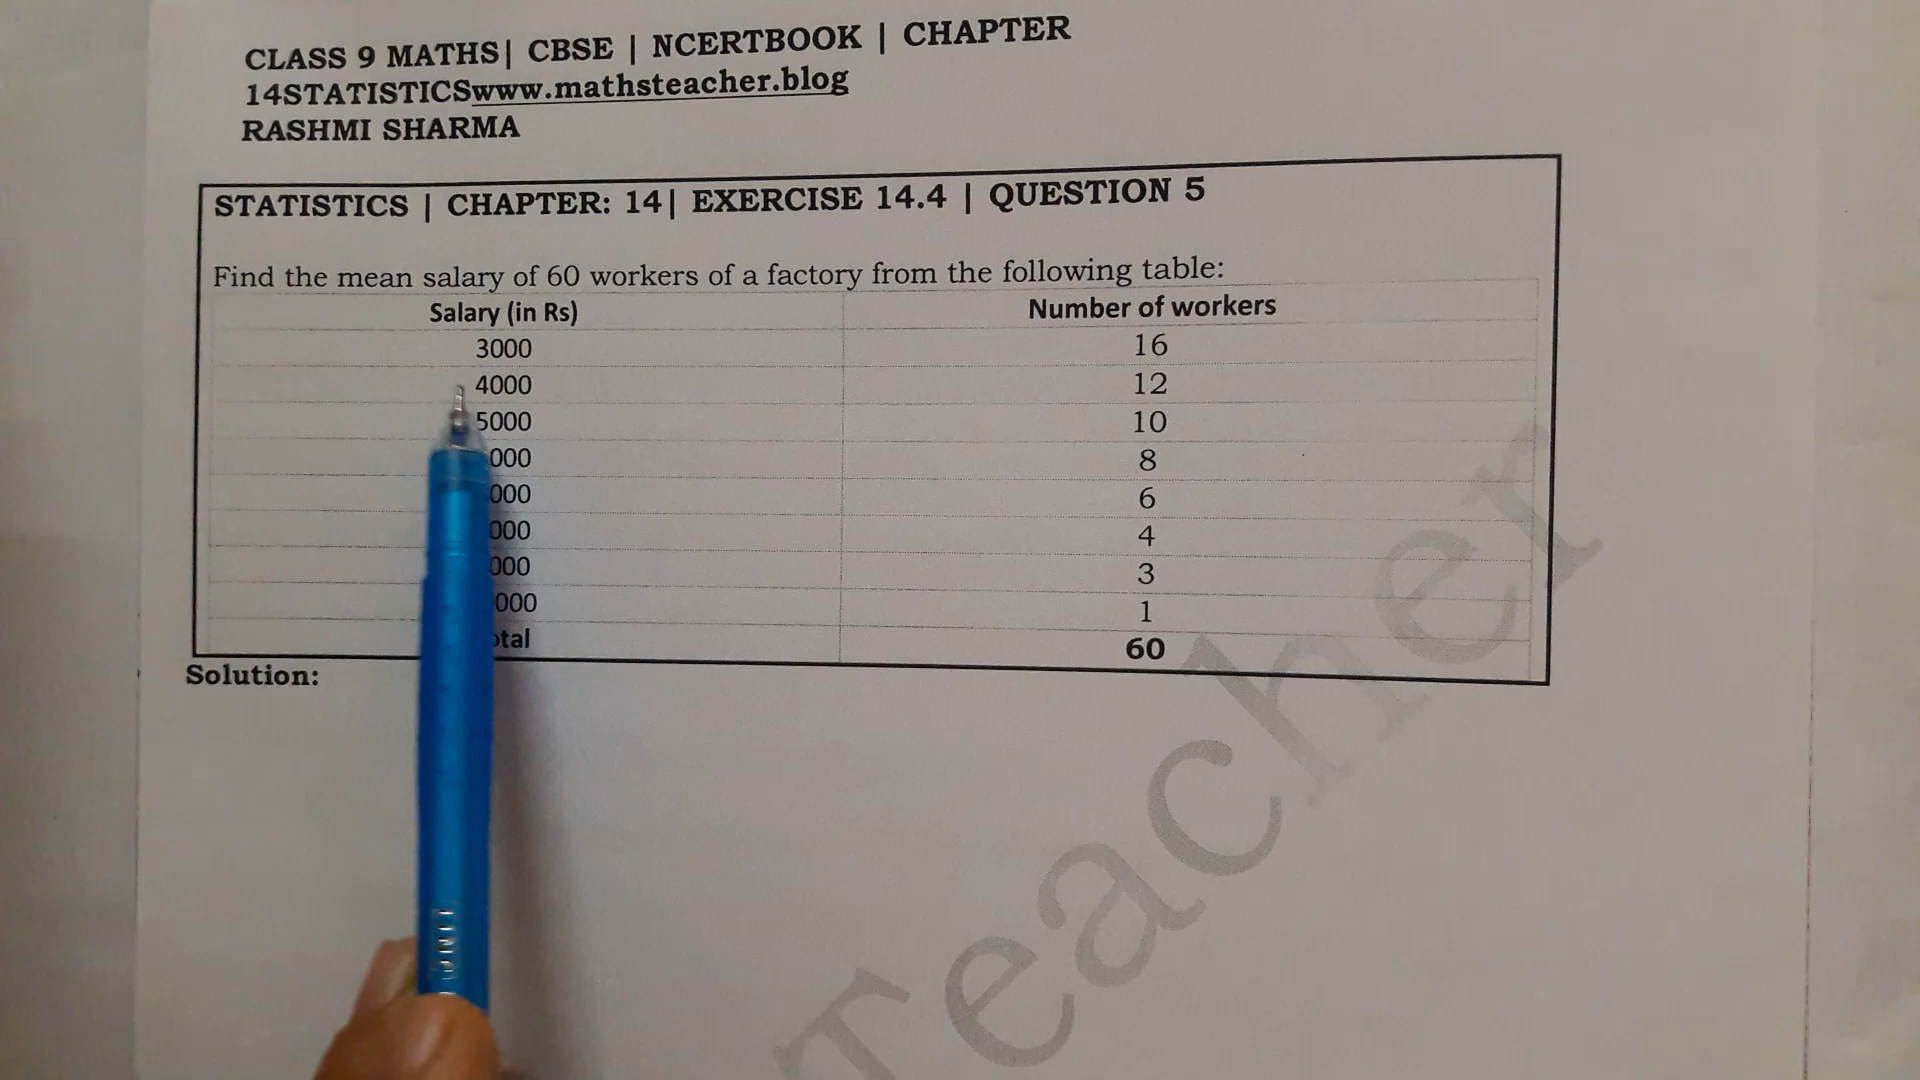 CLASS 9 MATHS| CBSE | NCERTBOOK | CHAPTER
14STATISTICSwww.mathsteacher.blog
RASHMI SHARMA
STATISTICS | CHAPTER: 14| EXERCISE 14.4 | QUESTION 5
Find the mean salary of 60 workers of a factory from the following table:
Salary (in Rs) Number of workers
3000 16
4000 12
5000 10
000 8
000 6
000 4
000 3
000 1
otal 60
Solution:
Teacher